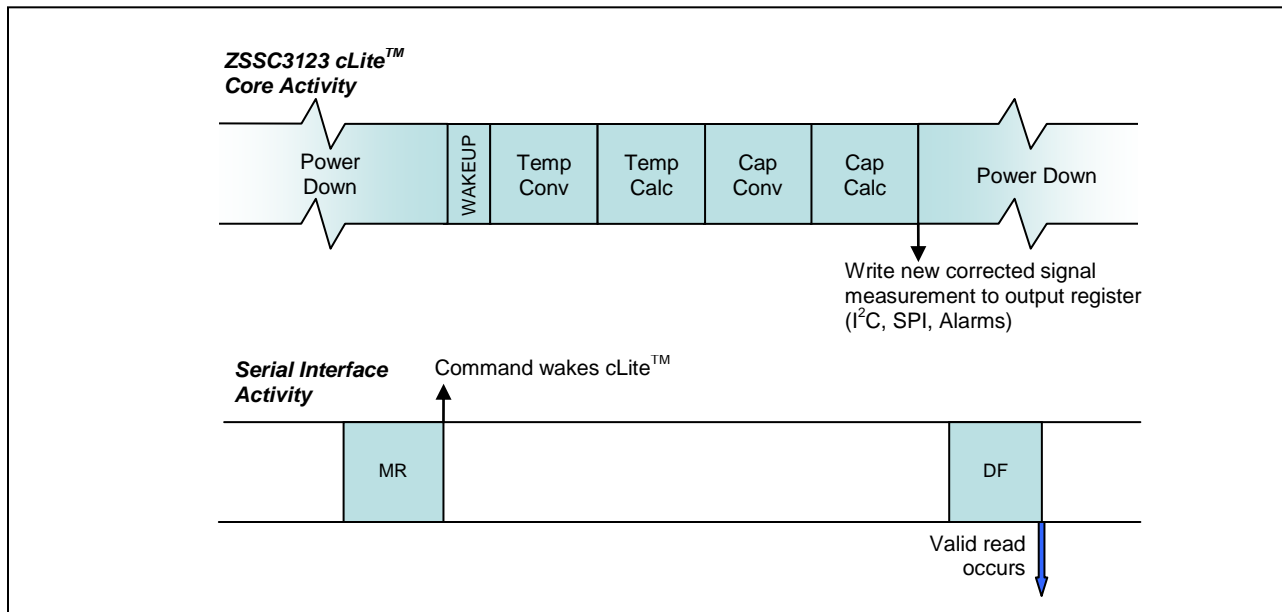 ZSSC3123 cLite™
Core Activity
Power
Down
WAKEUP
Temp
Conv
Temp
Calc
Cap
Conv
Cap
Calc
Power Down
Write new corrected signal
measurement to output register
(I²C, SPI, Alarms)
Serial Interface
Activity
Command wakes cLite™
MR
DF
Valid read
occurs